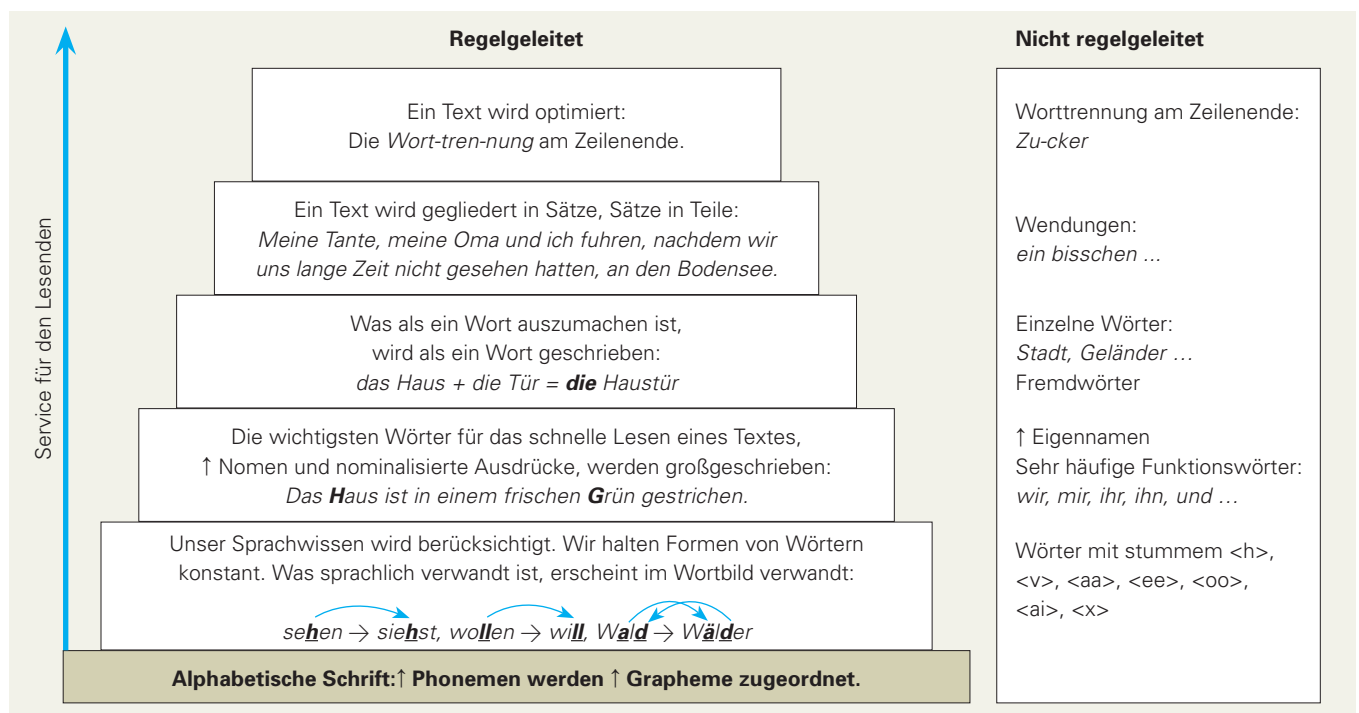 Service für den Lesenden
Regelgeleitet
Ein Text wird optimiert:
Die Wort-tren-nung am Zeilenende.
Ein Text wird gegliedert in Sätze, Sätze in Teile:
Meine Tante, meine Oma und ich fuhren, nachdem wir
uns lange Zeit nicht gesehen hatten, an den Bodensee.
Was als ein Wort auszumachen ist,
wird als ein Wort geschrieben:
das Haus + die Tür = die Haustür
Die wichtigsten Wörter für das schnelle Lesen eines Textes,
↑ Nomen und nominalisierte Ausdrücke, werden großgeschrieben:
Das Haus ist in einem frischen Grün gestrichen.
Unser Sprachwissen wird berücksichtigt. Wir halten Formen von Wörtern
konstant. Was sprachlich verwandt ist, erscheint im Wortbild verwandt:
sehen → siehst, wollen → will, Wald → Wälder
Alphabetische Schrift:↑ Phonemen werden ↑ Grapheme zugeordnet.
Nicht regelgeleitet
Worttrennung am Zeilenende:
Zu-cker
Wendungen:
ein bisschen ...
Einzelne Wörter:
Stadt, Geländer …
Fremdwörter
↑ Eigennamen
Sehr häufige Funktionswörter:
wir, mir, ihr, ihn, und …
Wörter mit stummem <h>,
<v>, <aa>, <ee>, <oo>,
<ai>, <x>